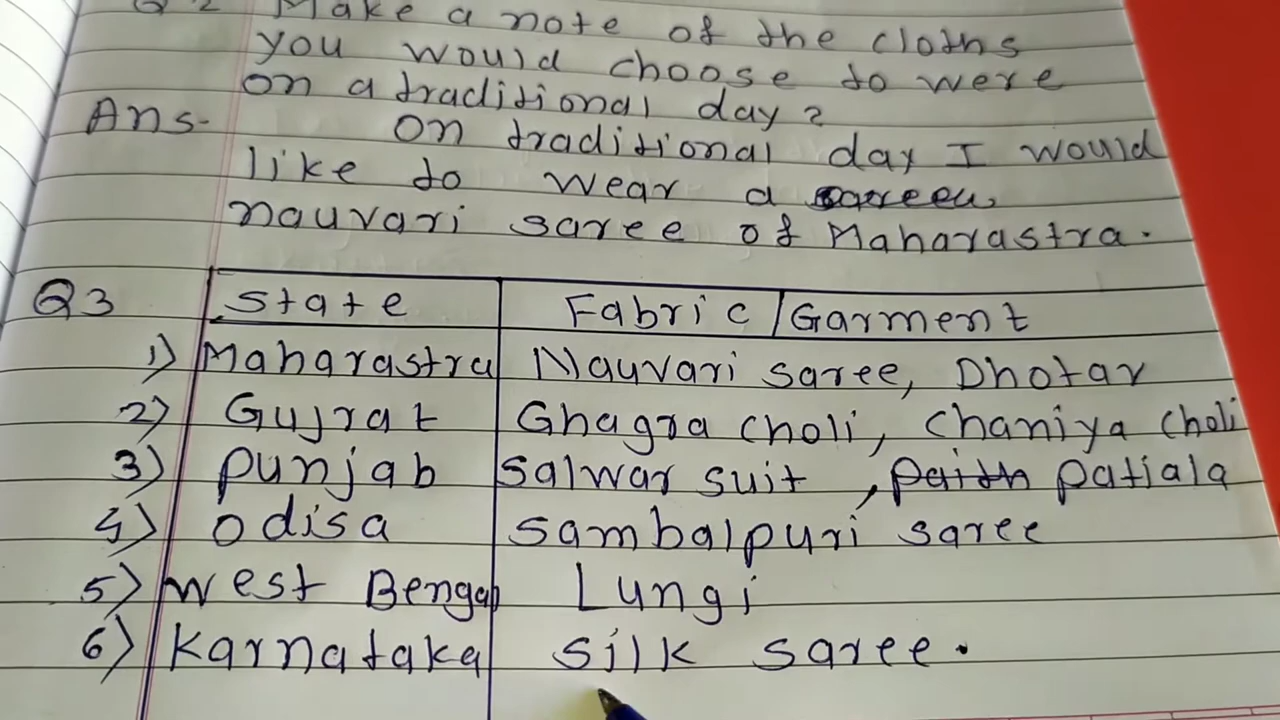 Q 2 Make a note of the cloths
you would choose to were
on a traditional day?
Ans. On traditional day I would
like to wear a
nauvari saree of Maharastra.
Q3 State Fabric/Garment
1) Maharastra Nauvari saree, Dhotar
2) Gujrat Ghagra choli, chaniya choli
3) punjab salwar suit, patiala
4) odisa sambalpuri saree
5) west Bengal Lungi
6) karnataka silk saree.